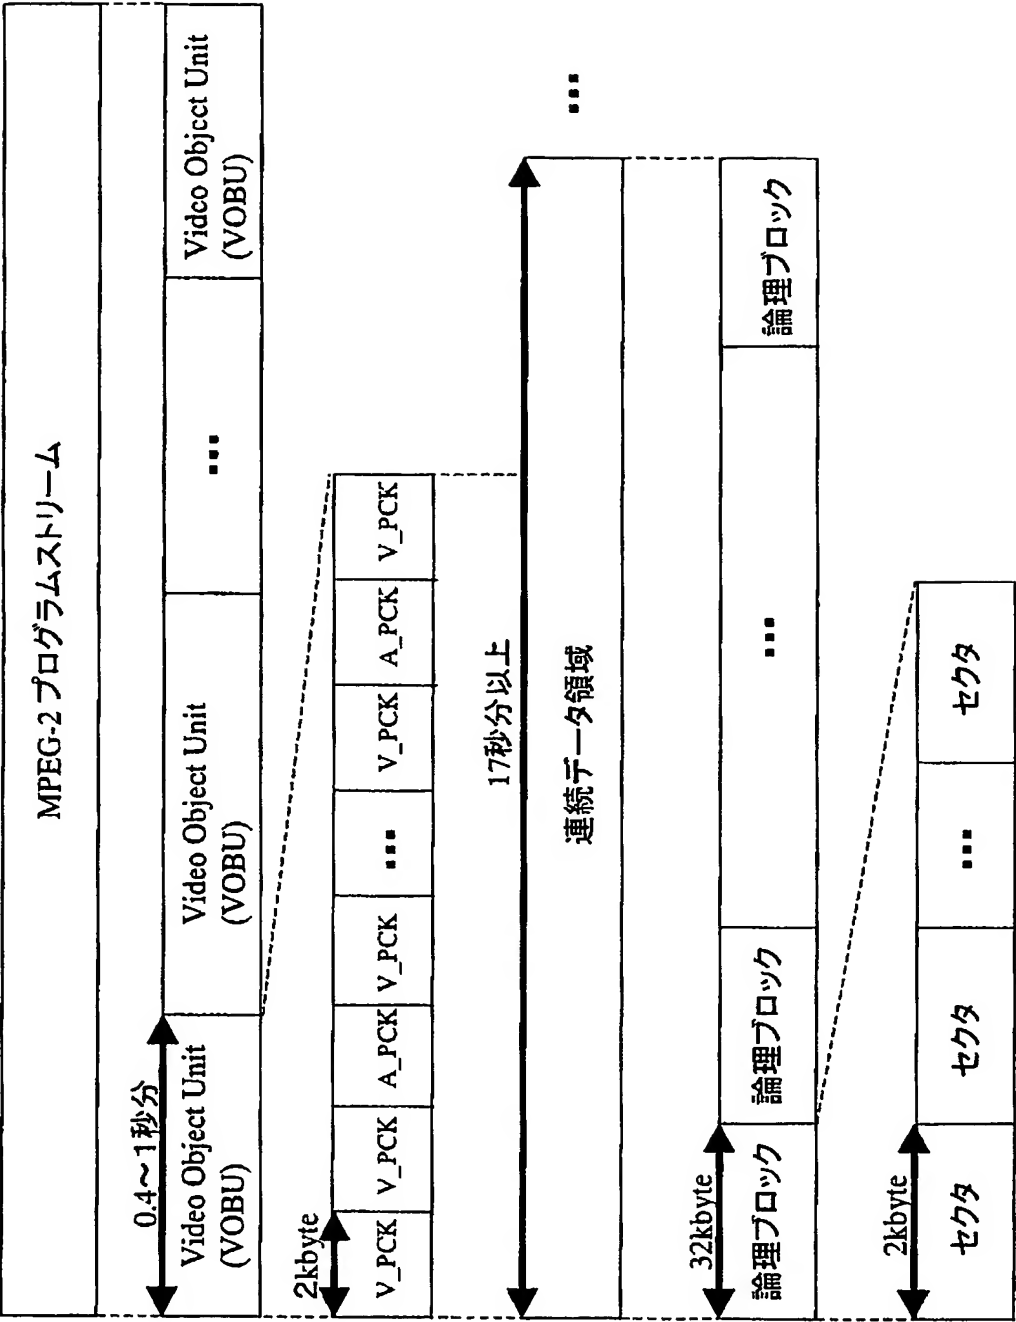 MPEG-2 プログラムストリーム
0.4～1秒分
Video Object Unit
(VOBU)
Video Object Unit
(VOBU)
...
Video Object Unit
(VOBU)
2kbyte
V_PCK
V_PCK
A_PCK
V_PCK
...
V_PCK
A_PCK
V_PCK
17秒分以上
連続データ領域
...
32kbyte
論理ブロック
論理ブロック
...
論理ブロック
2kbyte
セクタ
セクタ
...
セクタ